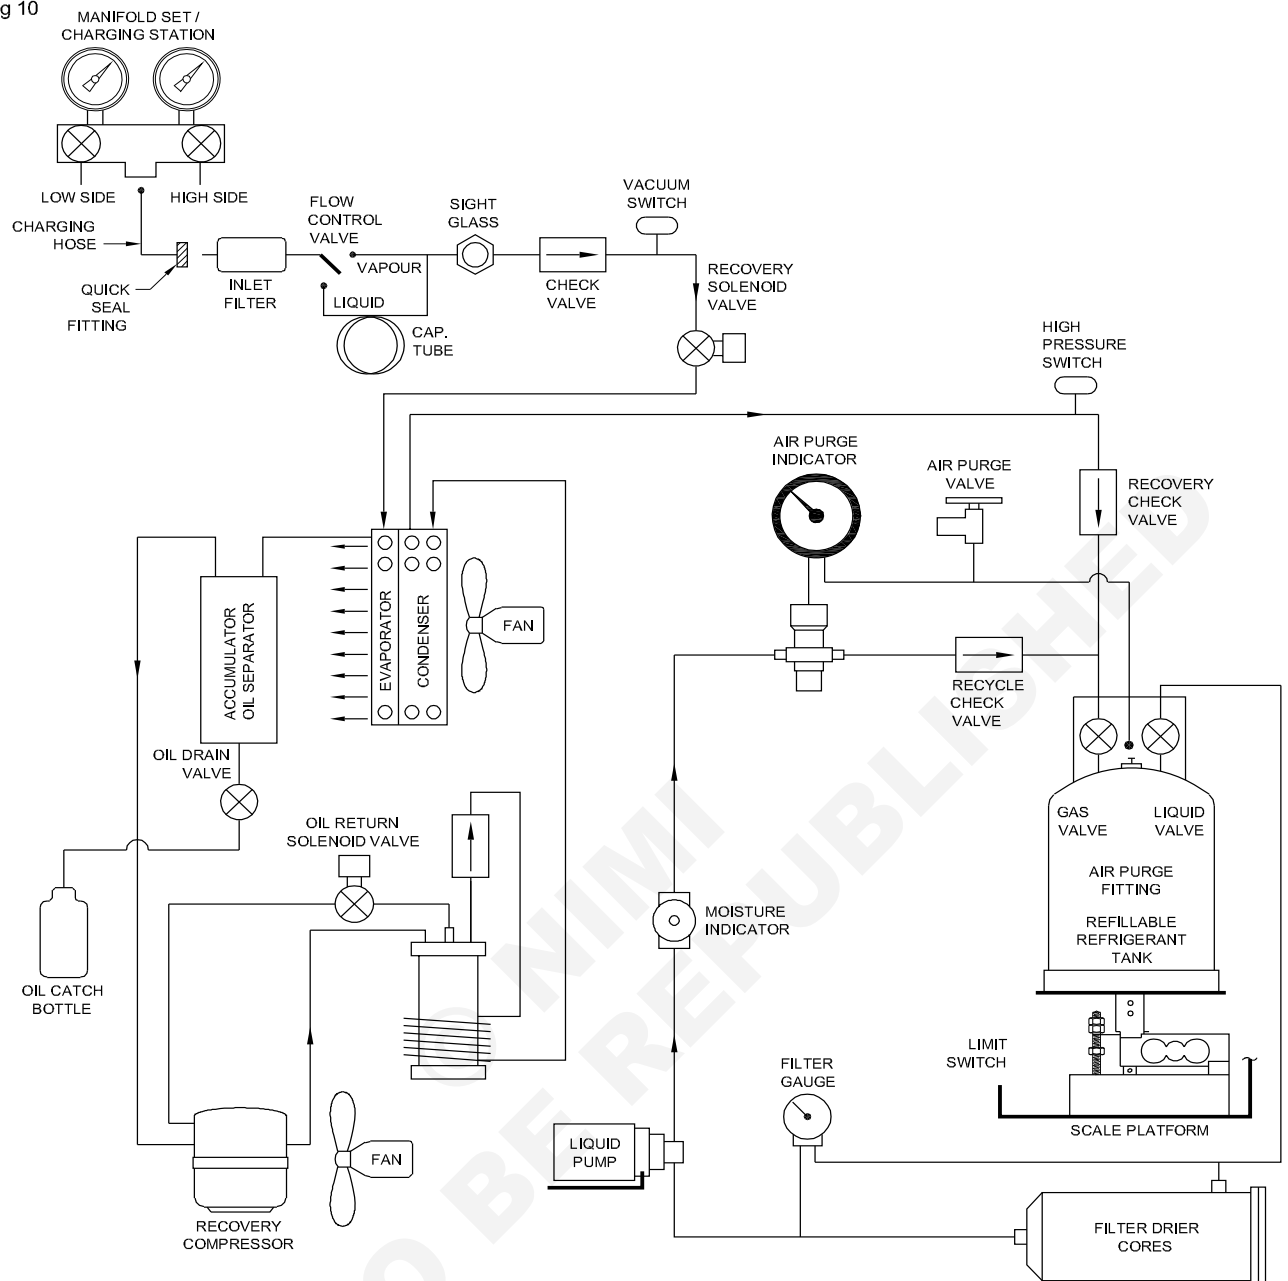 g 10
MANIFOLD SET /
CHARGING STATION
LOW SIDE
HIGH SIDE
CHARGING
HOSE
QUICK
SEAL
FITTING
INLET
FILTER
FLOW
CONTROL
VALVE
VAPOUR
LIQUID
CAP.
TUBE
SIGHT
GLASS
CHECK
VALVE
VACUUM
SWITCH
RECOVERY
SOLENOID
VALVE
HIGH
PRESSURE
SWITCH
AIR PURGE
INDICATOR
AIR PURGE
VALVE
RECOVERY
CHECK
VALVE
ACCUMULATOR
OIL SEPARATOR
EVAPORATOR
CONDENSER
FAN
RECYCLE
CHECK
VALVE
OIL DRAIN
VALVE
OIL RETURN
SOLENOID VALVE
GAS
VALVE
LIQUID
VALVE
AIR PURGE
FITTING
REFILLABLE
REFRIGERANT
TANK
MOISTURE
INDICATOR
OIL CATCH
BOTTLE
LIMIT
SWITCH
FILTER
GAUGE
SCALE PLATFORM
LIQUID
PUMP
FAN
RECOVERY
COMPRESSOR
FILTER DRIER
CORES
© NIMI
O BE REPUBLISHED